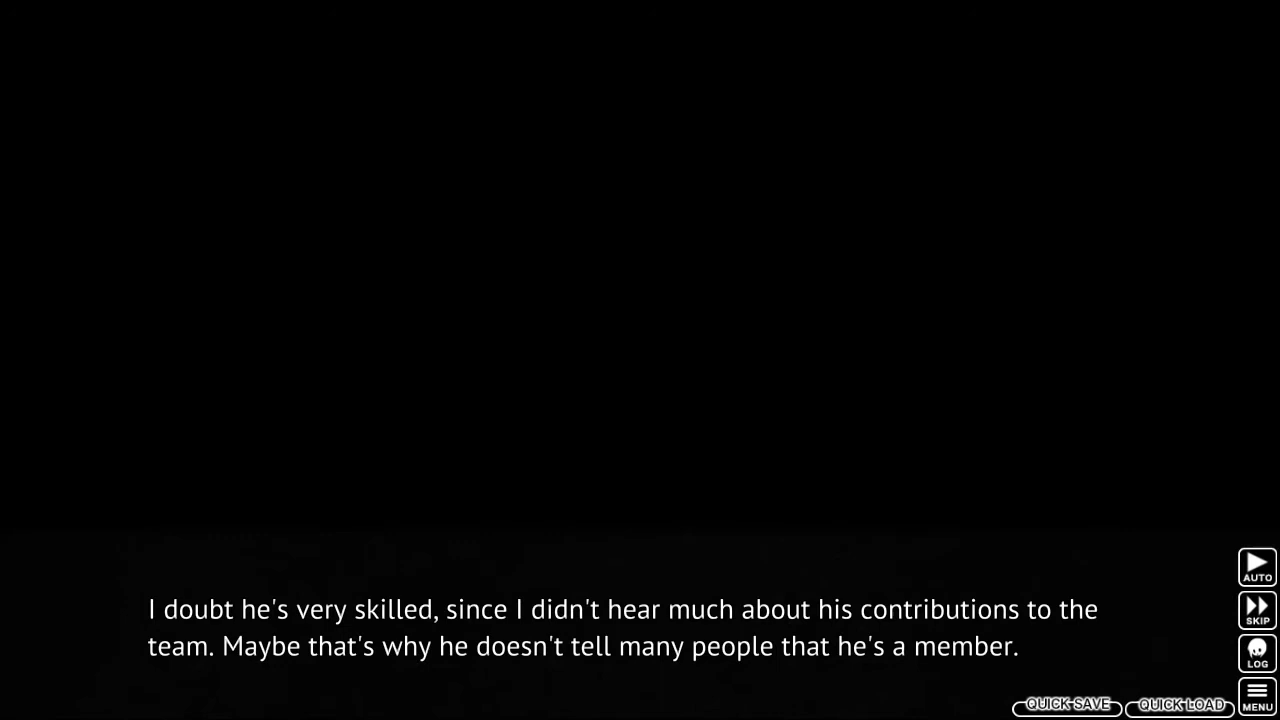 I doubt he's very skilled, since I didn't hear much about his contributions to the
team. Maybe that's why he doesn't tell many people that he's a member.
AUTO
SKIP
LOG
MENU
QUICK SAVE
QUICK LOAD